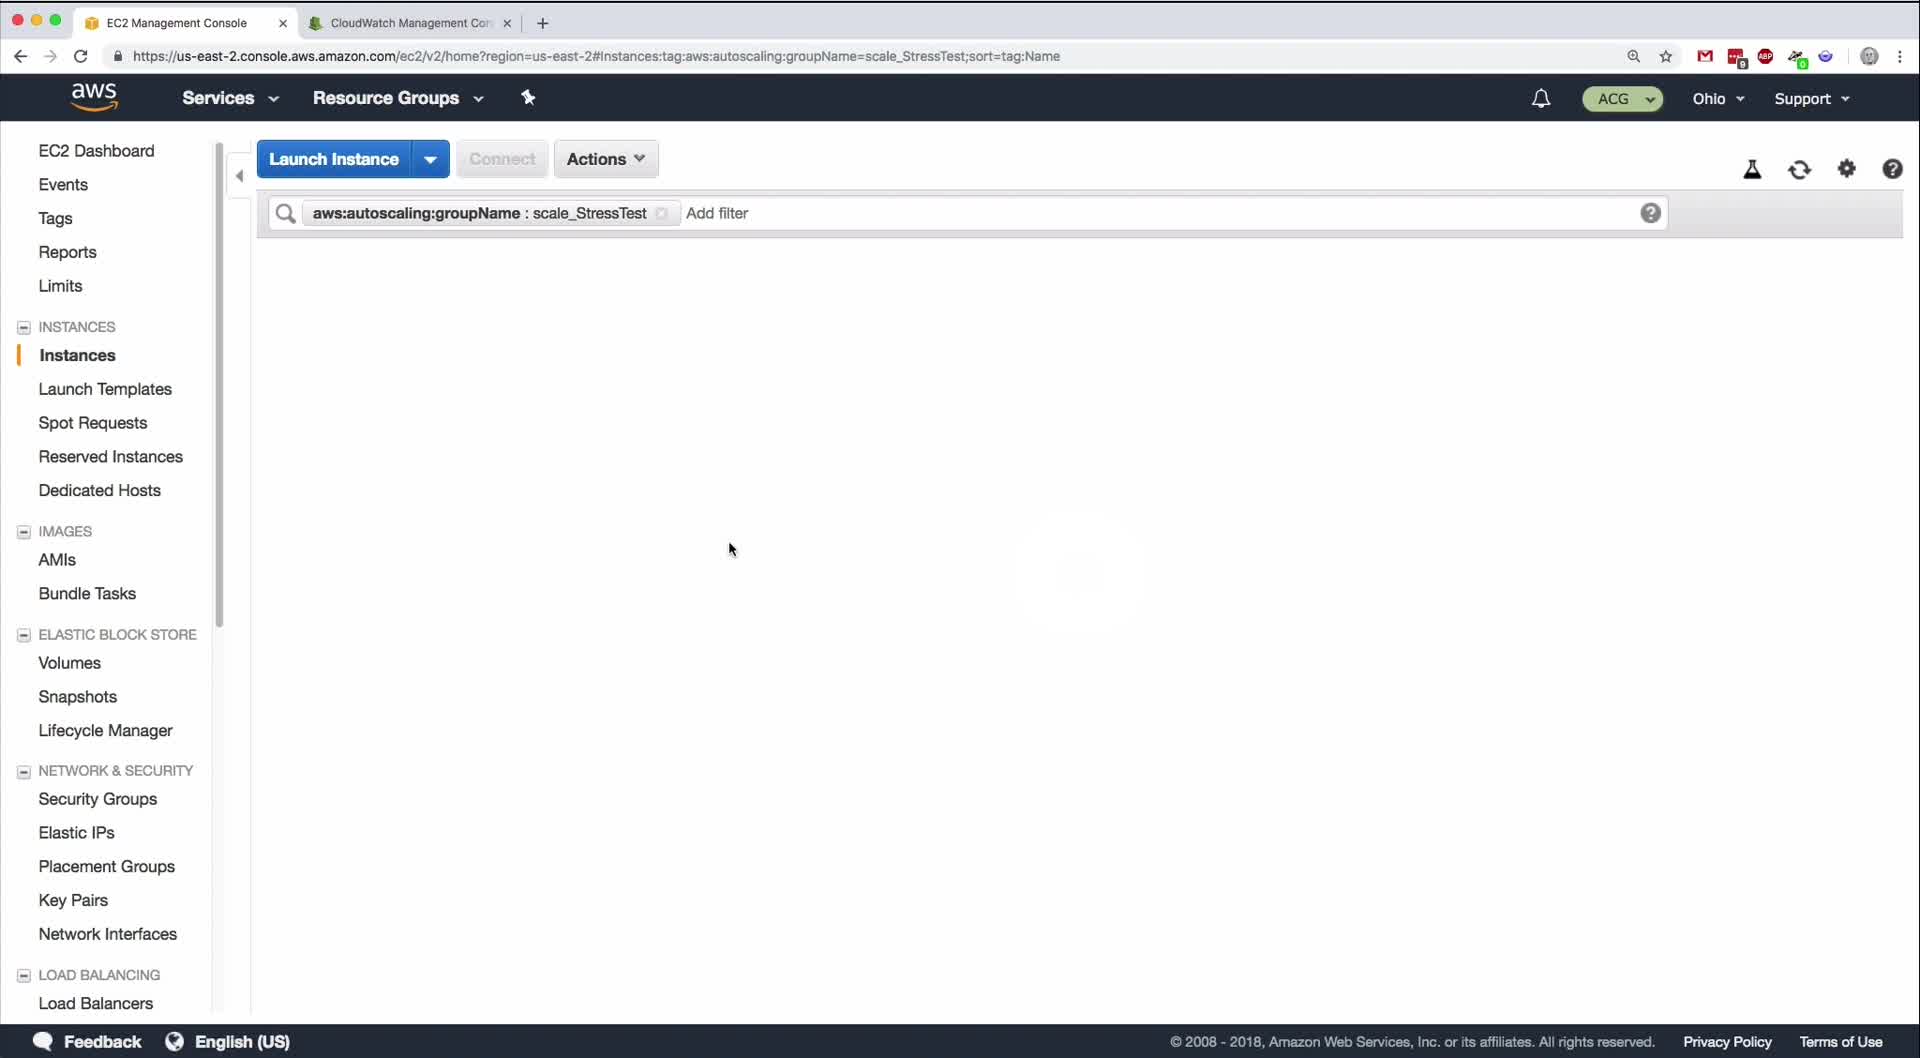 EC2 Management Console
CloudWatch Management Con
https://us-east-2.console.aws.amazon.com/ec2/v2/home?region=us-east-2#Instances:tag:aws:autoscaling:groupName=scale_StressTest;sort=tag:Name
9
ABP
0
aws
Services
Resource Groups
ACG
Ohio
Support
EC2 Dashboard
Events
Tags
Reports
Limits
INSTANCES
Instances
Launch Templates
Spot Requests
Reserved Instances
Dedicated Hosts
IMAGES
AMIs
Bundle Tasks
ELASTIC BLOCK STORE
Volumes
Snapshots
Lifecycle Manager
NETWORK & SECURITY
Security Groups
Elastic IPs
Placement Groups
Key Pairs
Network Interfaces
LOAD BALANCING
Load Balancers
Launch Instance
Connect
Actions
aws:autoscaling:groupName : scale_StressTest
Add filter
Feedback
English (US)
© 2008 - 2018, Amazon Web Services, Inc. or its affiliates. All rights reserved.
Privacy Policy
Terms of Use